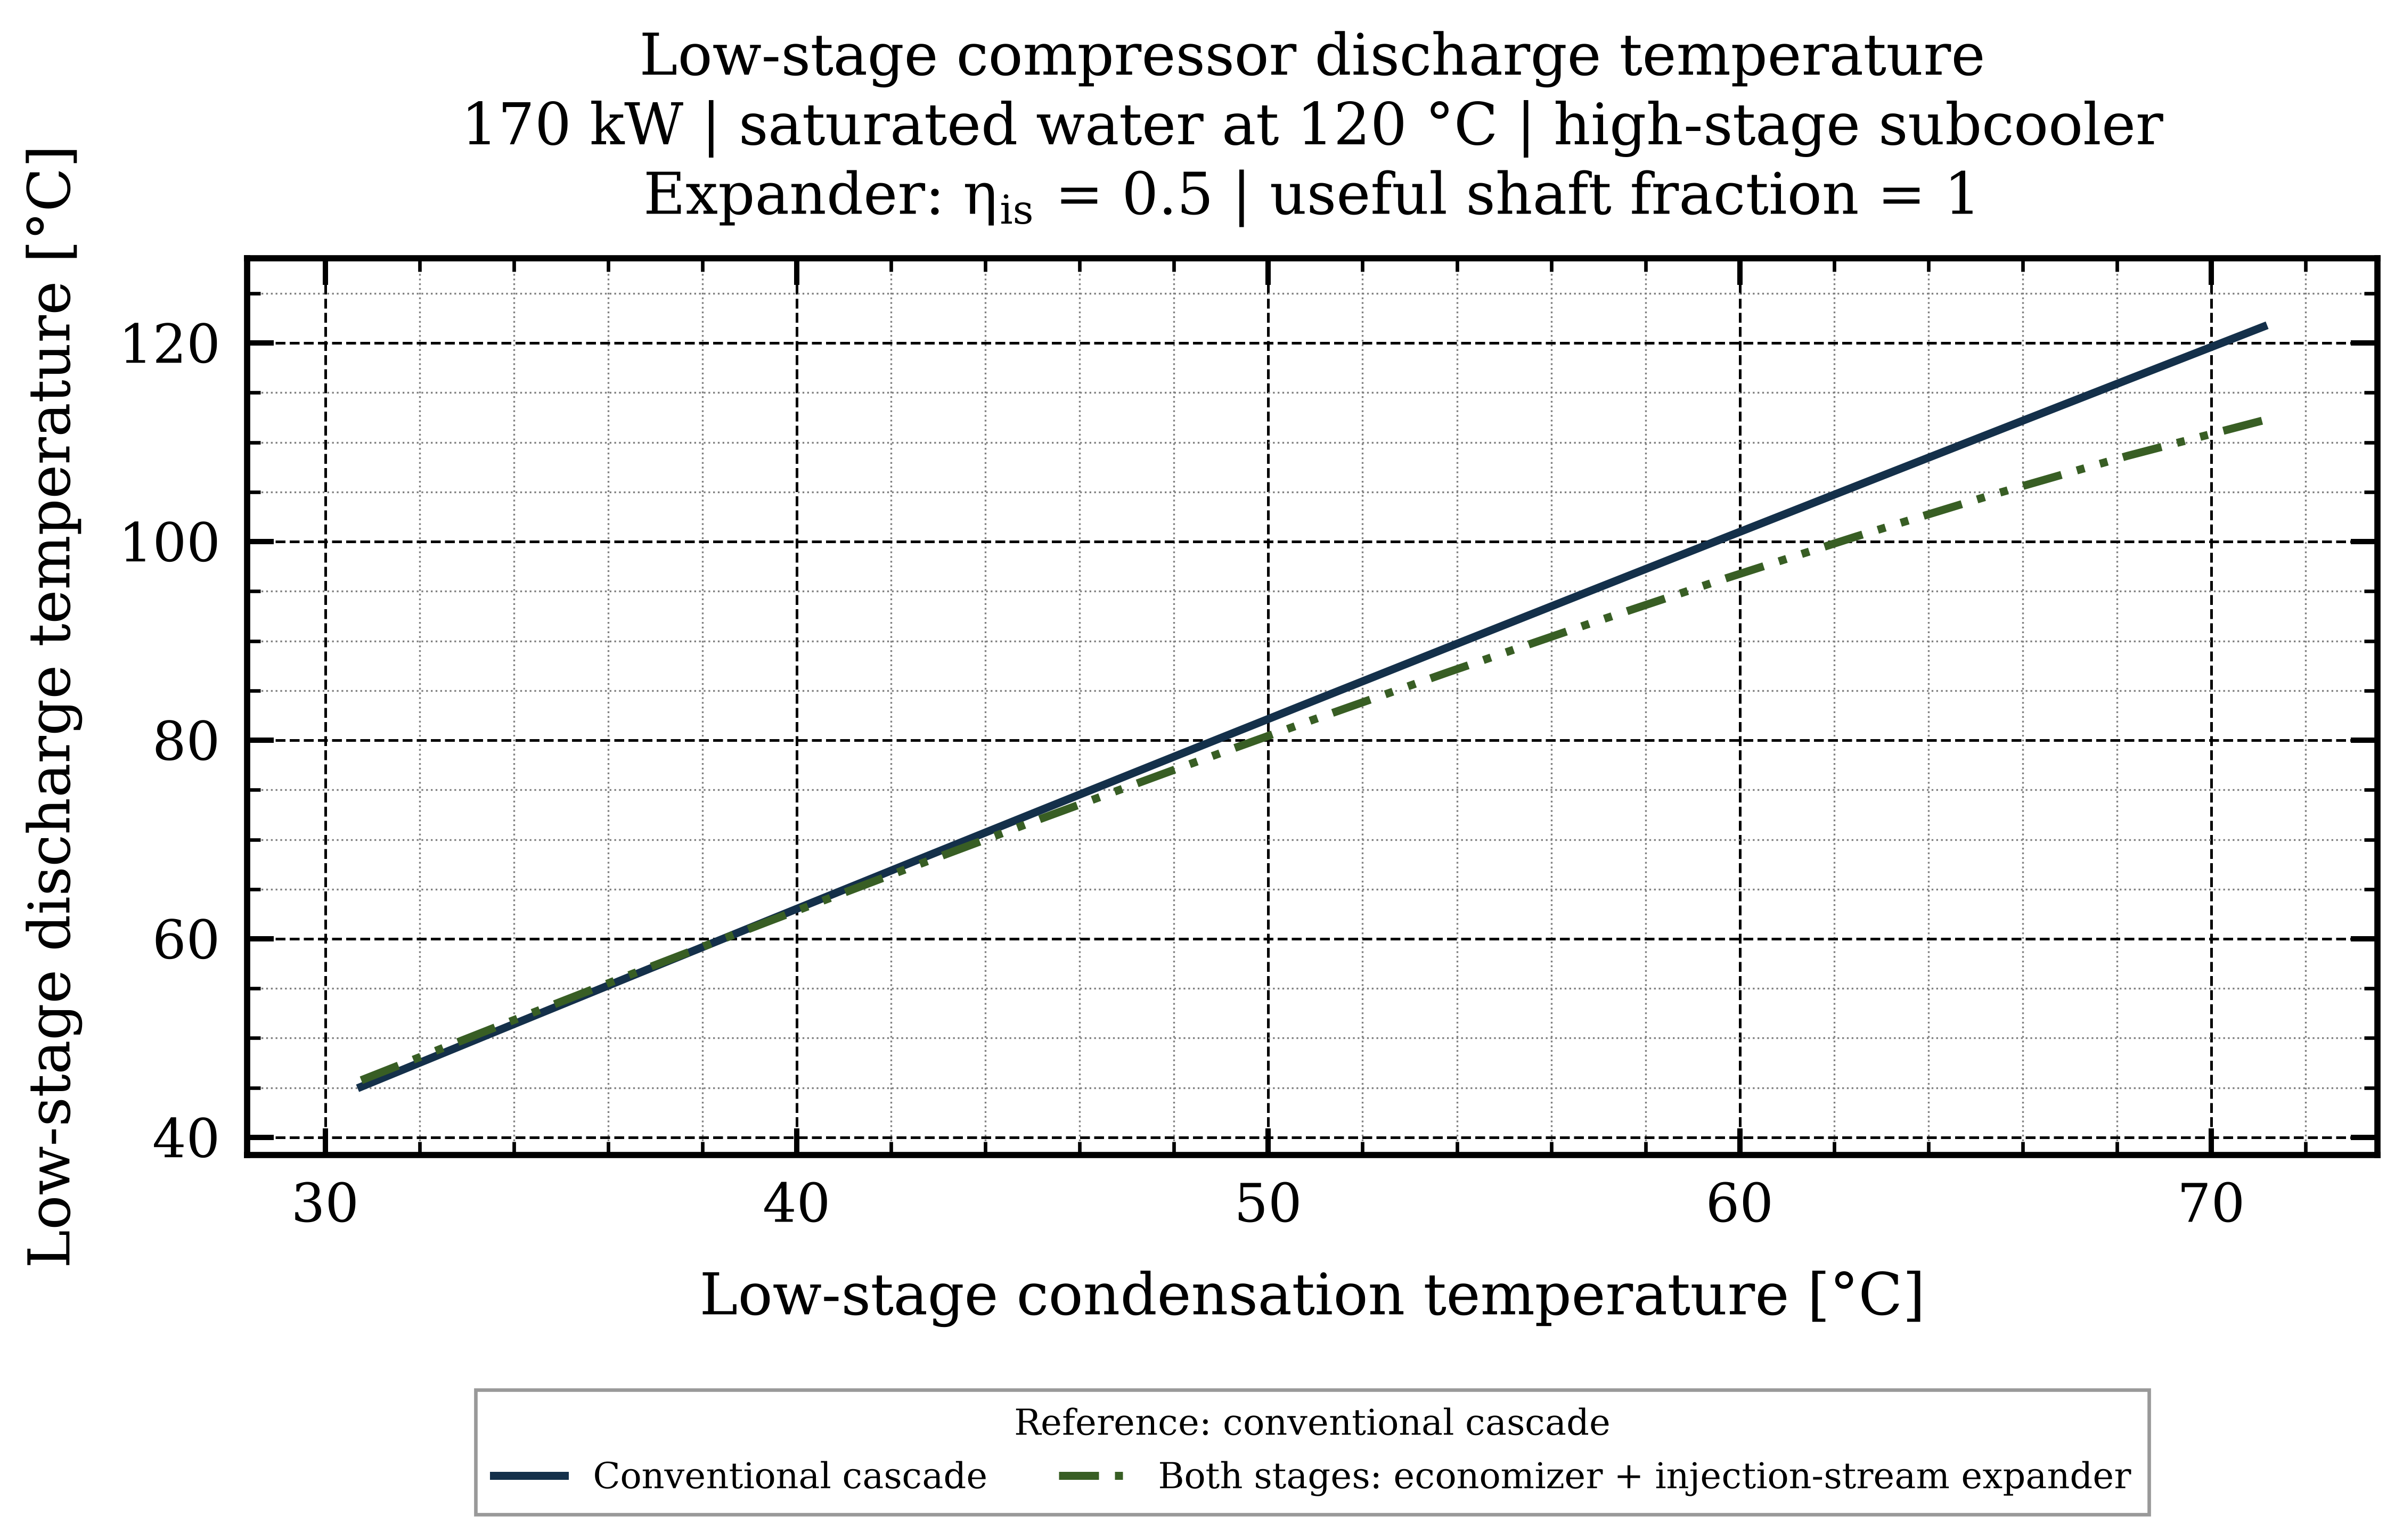 Low-stage compressor discharge temperature
170 kW | saturated water at 120 °C | high-stage subcooler
Expander: ηis = 0.5 | useful shaft fraction = 1
Low-stage discharge temperature [°C]
120
100
80
60
40
30 40 50 60 70
Low-stage condensation temperature [°C]
Reference: conventional cascade
Conventional cascade Both stages: economizer + injection-stream expander